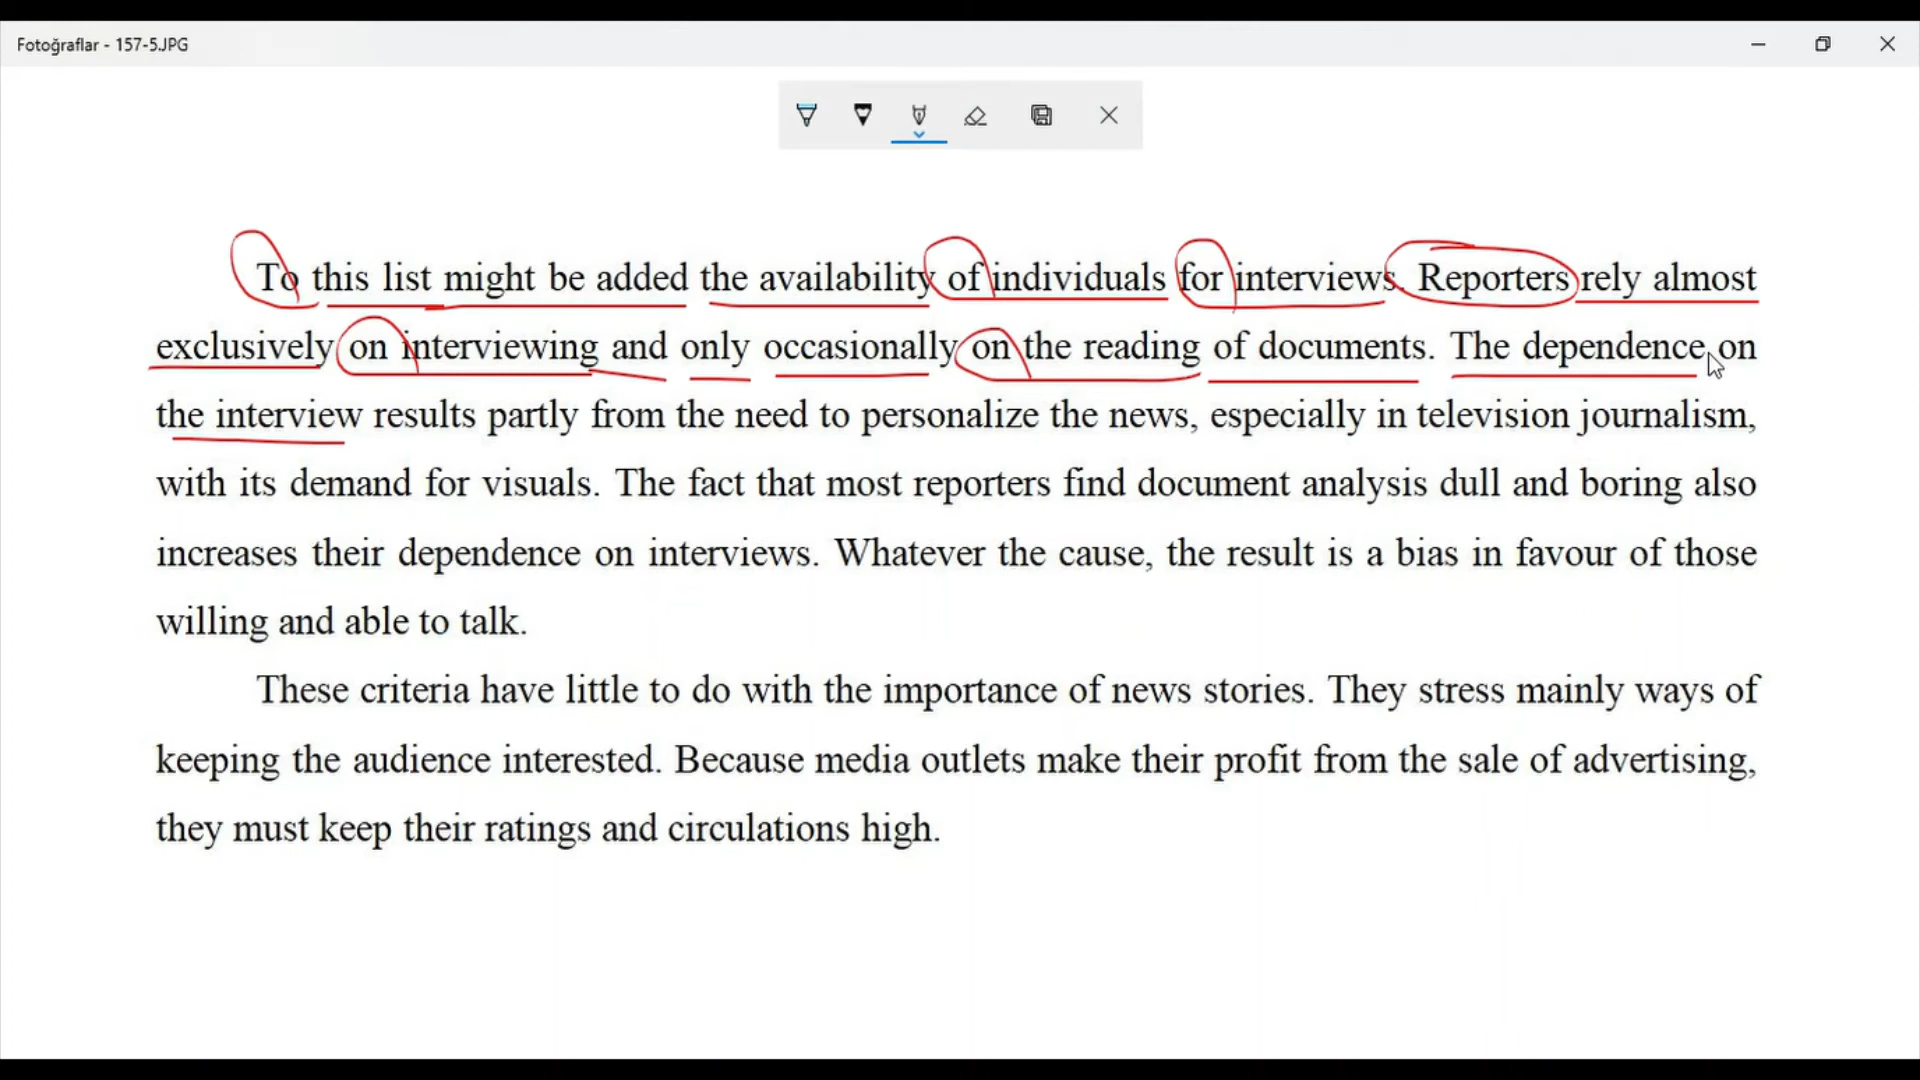 Fotoğraflar - 157-5.JPG
To this list might be added the availability of individuals for interviews. Reporters rely almost
exclusively on interviewing and only occasionally on the reading of documents. The dependence on
the interview results partly from the need to personalize the news, especially in television journalism,
with its demand for visuals. The fact that most reporters find document analysis dull and boring also
increases their dependence on interviews. Whatever the cause, the result is a bias in favour of those
willing and able to talk.
These criteria have little to do with the importance of news stories. They stress mainly ways of
keeping the audience interested. Because media outlets make their profit from the sale of advertising,
they must keep their ratings and circulations high.